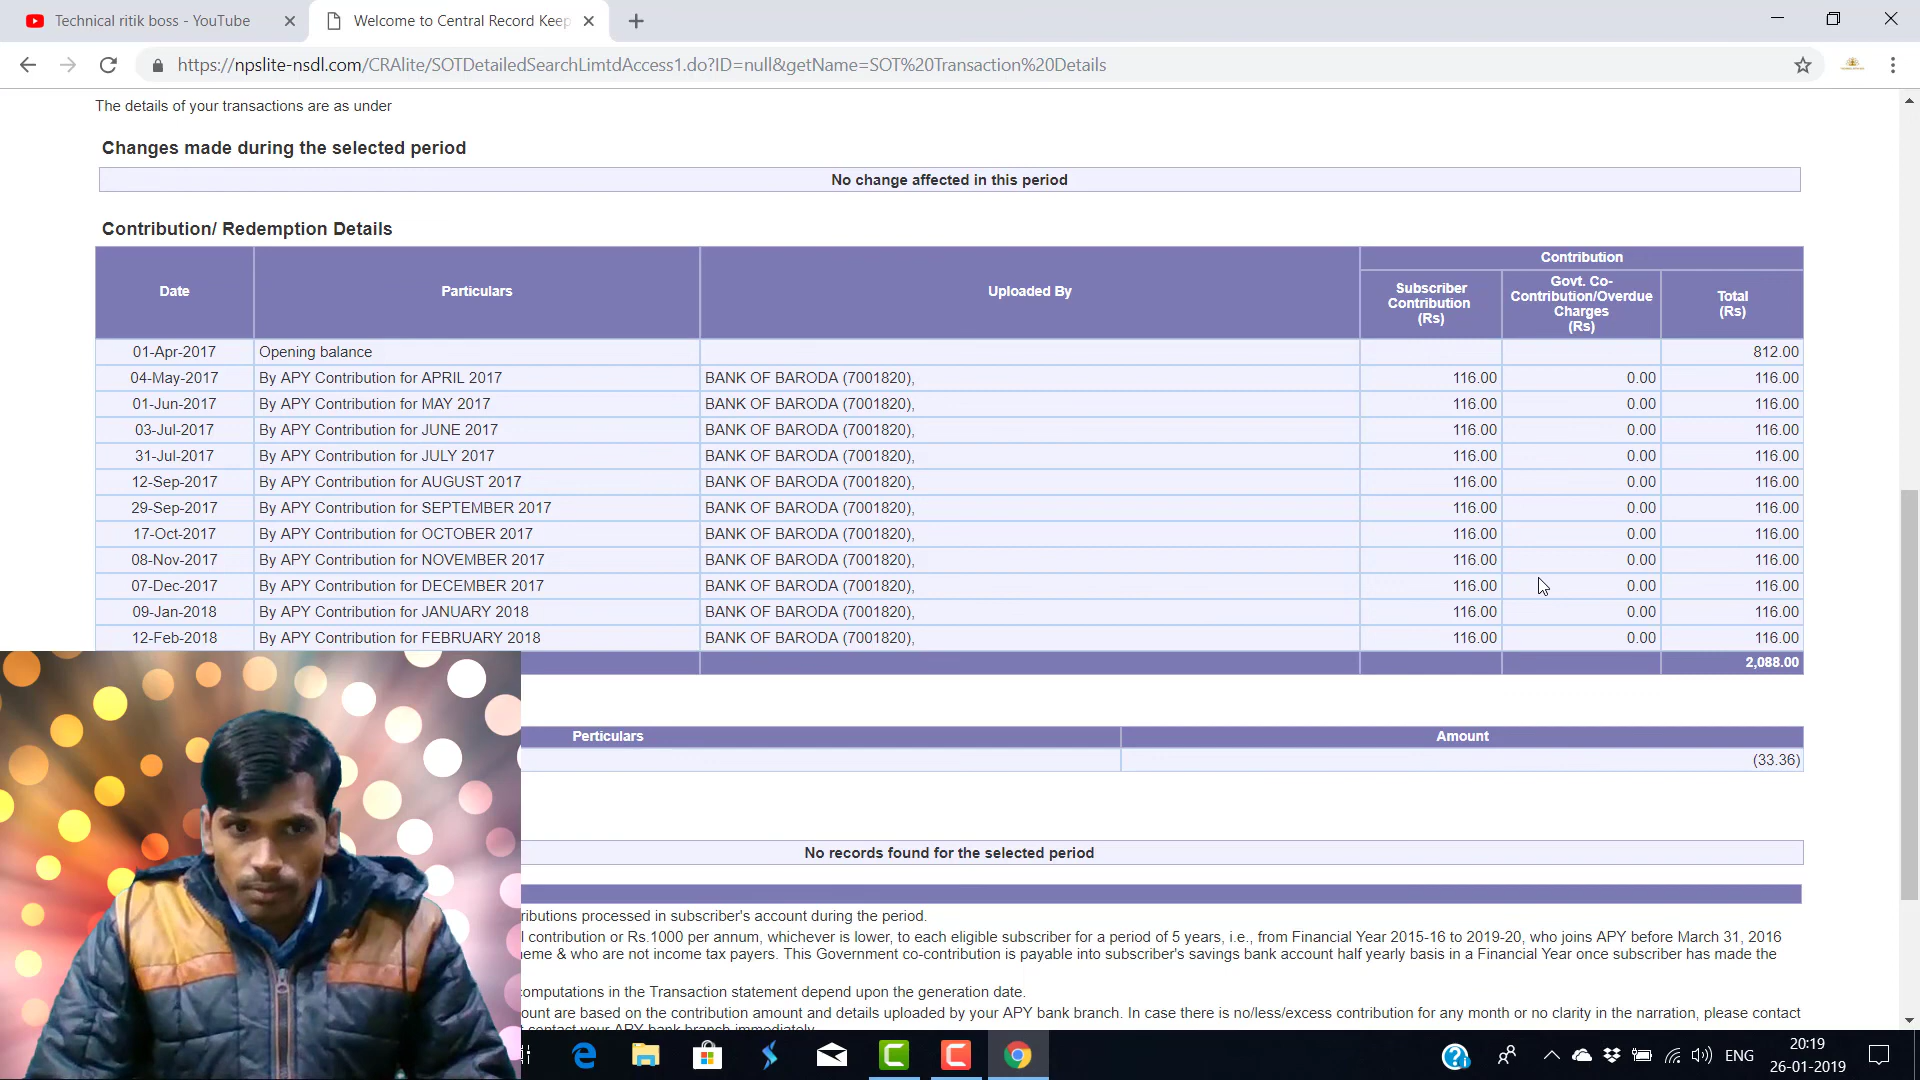 Technical ritik boss - YouTube
Welcome to Central Record Keep
https://npslite-nsdl.com/CRAlite/SOTDetailedSearchLimtdAccess1.do?ID=null&getName=SOT%20Transaction%20Details
The details of your transactions are as under
Changes made during the selected period
No change affected in this period
Contribution/ Redemption Details
Date Particulars Uploaded By Contribution
Subscriber Contribution (Rs) Govt. Co-Contribution/Overdue Charges (Rs) Total (Rs)
01-Apr-2017 Opening balance 812.00
04-May-2017 By APY Contribution for APRIL 2017 BANK OF BARODA (7001820), 116.00 0.00 116.00
01-Jun-2017 By APY Contribution for MAY 2017 BANK OF BARODA (7001820), 116.00 0.00 116.00
03-Jul-2017 By APY Contribution for JUNE 2017 BANK OF BARODA (7001820), 116.00 0.00 116.00
31-Jul-2017 By APY Contribution for JULY 2017 BANK OF BARODA (7001820), 116.00 0.00 116.00
12-Sep-2017 By APY Contribution for AUGUST 2017 BANK OF BARODA (7001820), 116.00 0.00 116.00
29-Sep-2017 By APY Contribution for SEPTEMBER 2017 BANK OF BARODA (7001820), 116.00 0.00 116.00
17-Oct-2017 By APY Contribution for OCTOBER 2017 BANK OF BARODA (7001820), 116.00 0.00 116.00
08-Nov-2017 By APY Contribution for NOVEMBER 2017 BANK OF BARODA (7001820), 116.00 0.00 116.00
07-Dec-2017 By APY Contribution for DECEMBER 2017 BANK OF BARODA (7001820), 116.00 0.00 116.00
09-Jan-2018 By APY Contribution for JANUARY 2018 BANK OF BARODA (7001820), 116.00 0.00 116.00
12-Feb-2018 By APY Contribution for FEBRUARY 2018 BANK OF BARODA (7001820), 116.00 0.00 116.00
2,088.00
Perticulars Amount
(33.36)
No records found for the selected period
ributions processed in subscriber's account during the period.
l contribution or Rs.1000 per annum, whichever is lower, to each eligible subscriber for a period of 5 years, i.e., from Financial Year 2015-16 to 2019-20, who joins APY before March 31, 2016
eme & who are not income tax payers. This Government co-contribution is payable into subscriber's savings bank account half yearly basis in a Financial Year once subscriber has made the
omputations in the Transaction statement depend upon the generation date.
ount are based on the contribution amount and details uploaded by your APY bank branch. In case there is no/less/excess contribution for any month or no clarity in the narration, please contact
t contact your APY bank branch immediately
ENG
20:19
26-01-2019